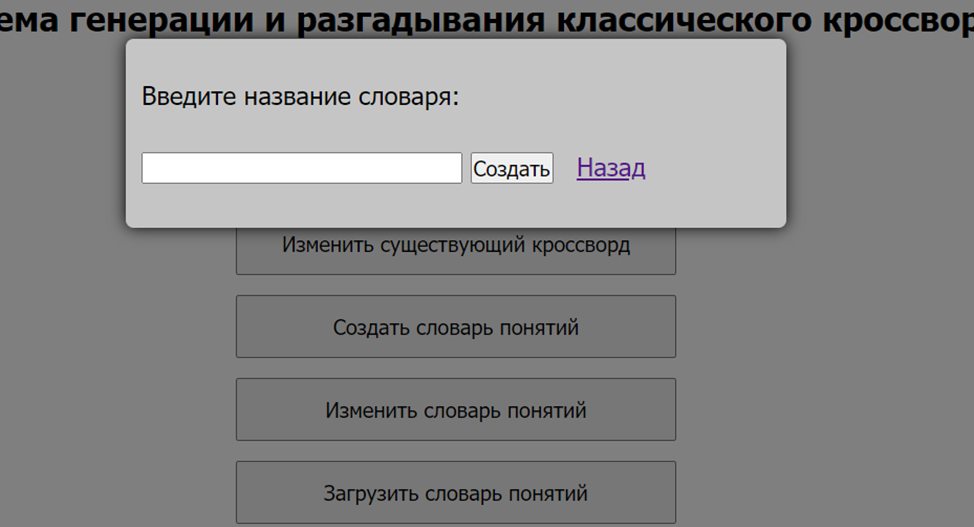 ема генерации и разгадывания классического кроссвор
Введите название словаря:
Создать Назад
Изменить существующий кроссворд
Создать словарь понятий
Изменить словарь понятий
Загрузить словарь понятий